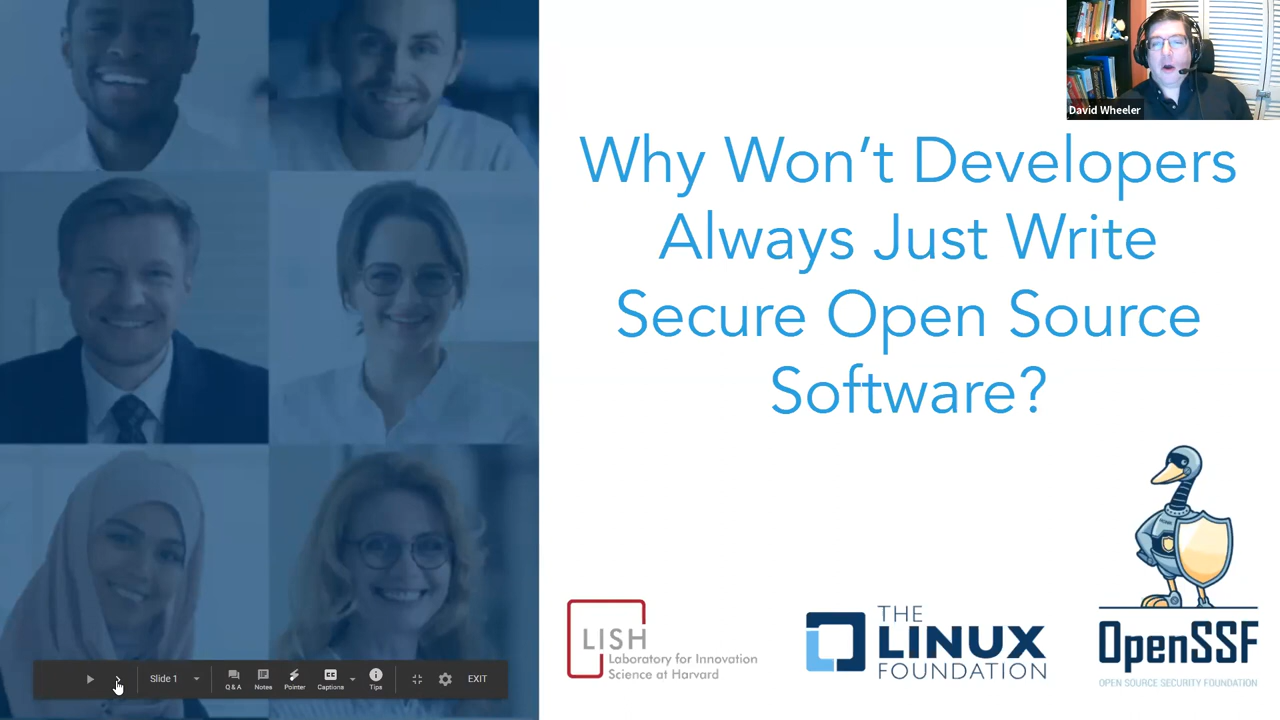 David Wheeler
Why Won’t Developers
Always Just Write
Secure Open Source
Software?
LISH
Laboratory for Innovation
Science at Harvard
THE
LINUX
FOUNDATION
OpenSSF
OPEN SOURCE SECURITY FOUNDATION
Slide 1
Q & A
Notes
Pointer
Captions
Tips
EXIT